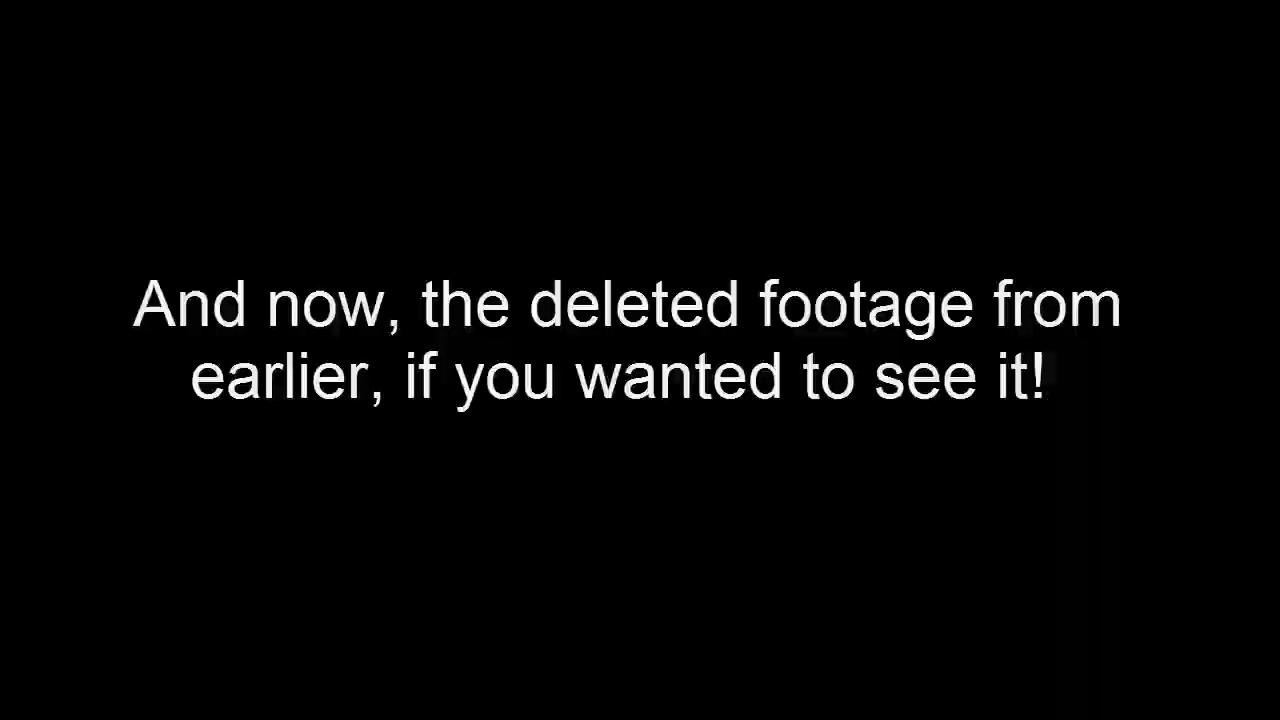 And now, the deleted footage from
earlier, if you wanted to see it!